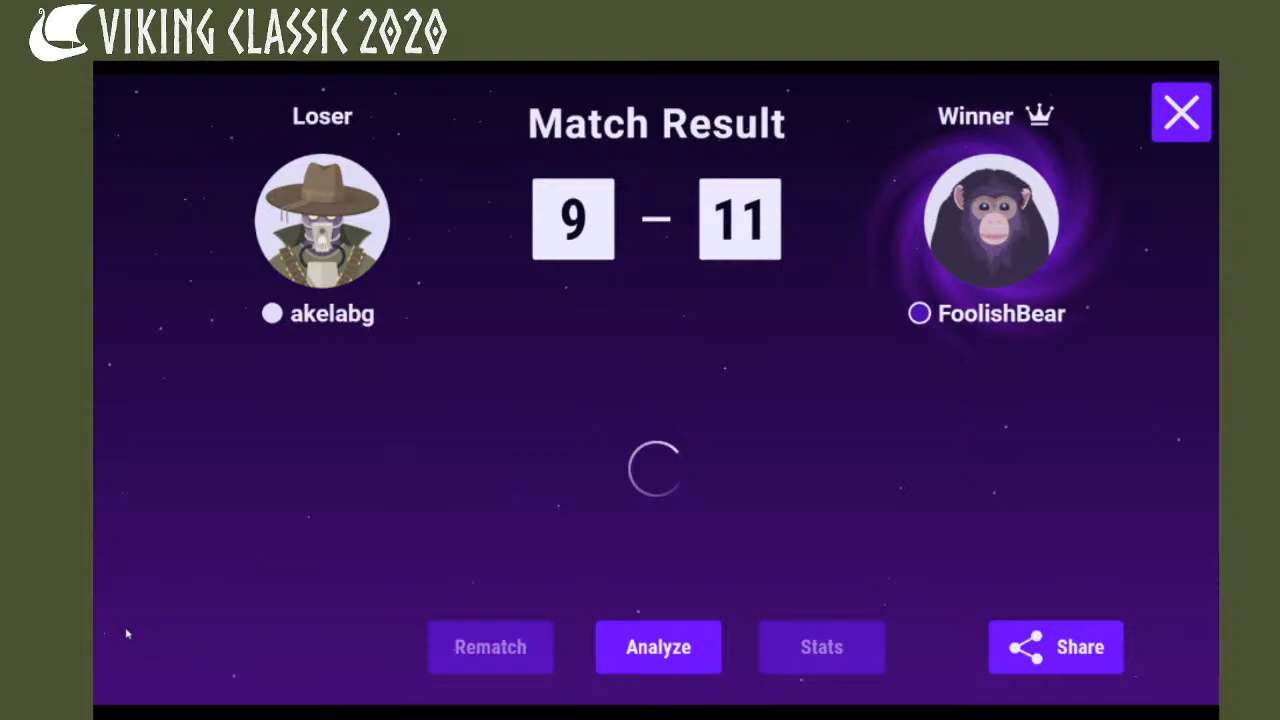 VIKING CLASSIC 2020
Loser
Match Result
Winner
9 – 11
akelabg
FoolishBear
Rematch
Analyze
Stats
Share